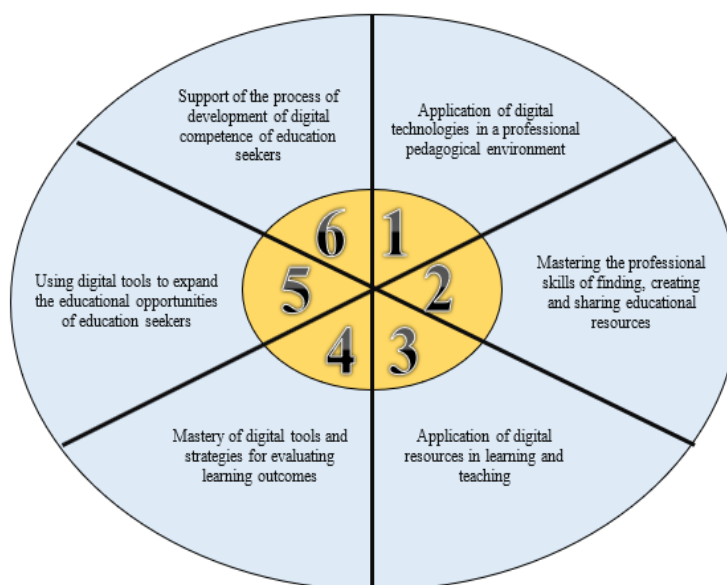 Support of the process of
development of digital
competence of education
seekers
Application of digital
technologies in a professional
pedagogical environment
6
1
Using digital tools to expand
the educational opportunities
of education seekers
5
2
Mastering the professional
skills of finding, creating
and sharing educational
resources
4
3
Mastery of digital tools and
strategies for evaluating
learning outcomes
Application of digital
resources in learning and
teaching